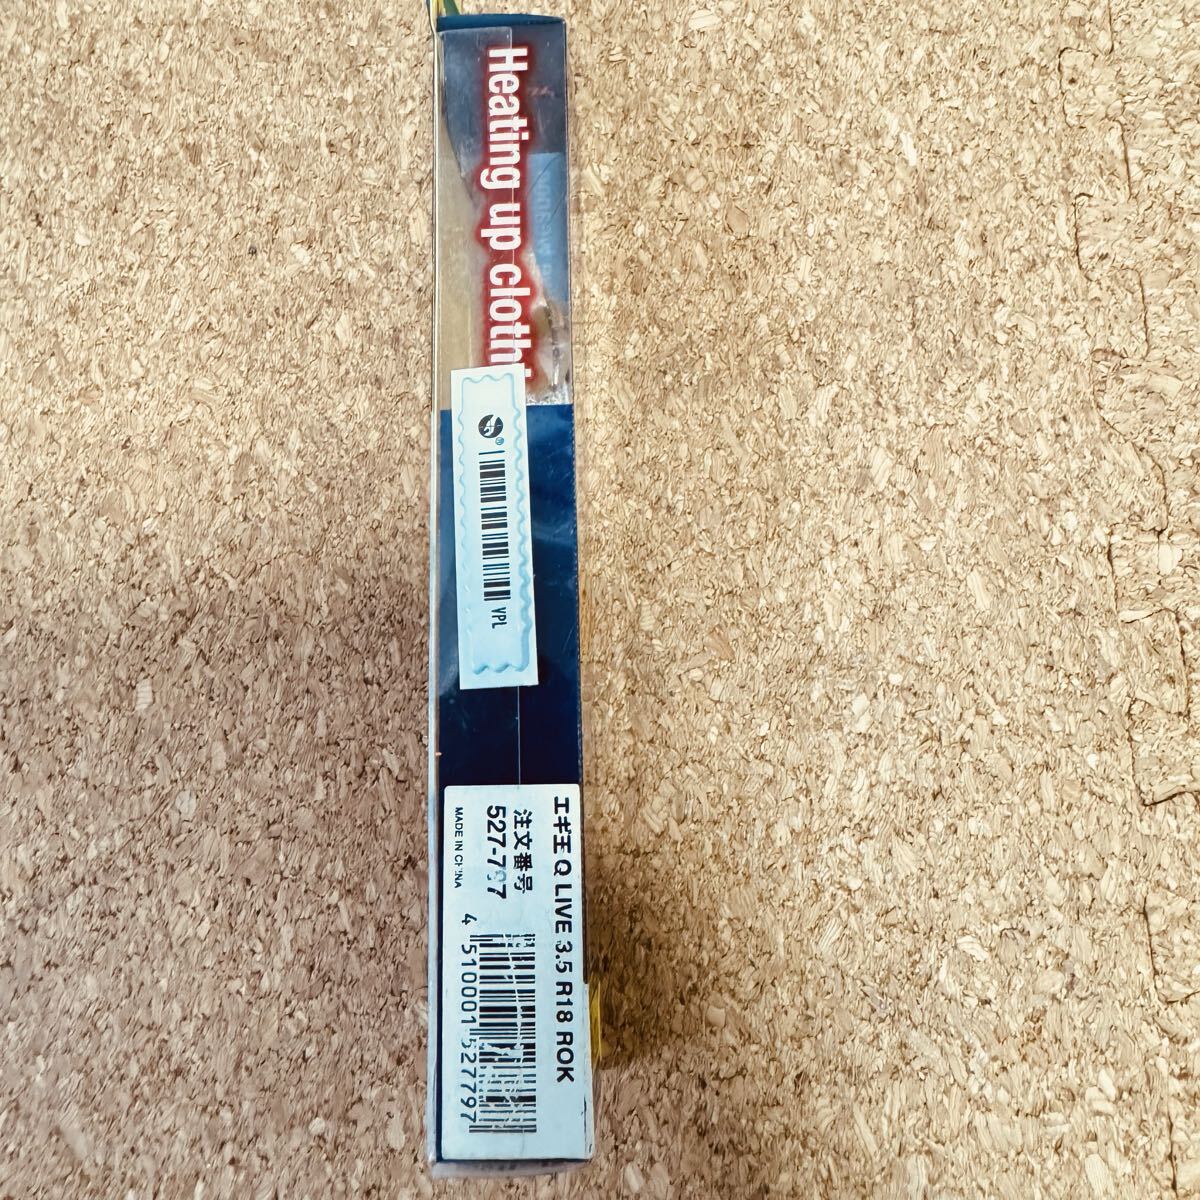 Heating up clothi
®
VPL
エギ王 Q LIVE 3.5 R18 ROK
注文番号
527-797
MADE IN CHINA
4 510001 527797